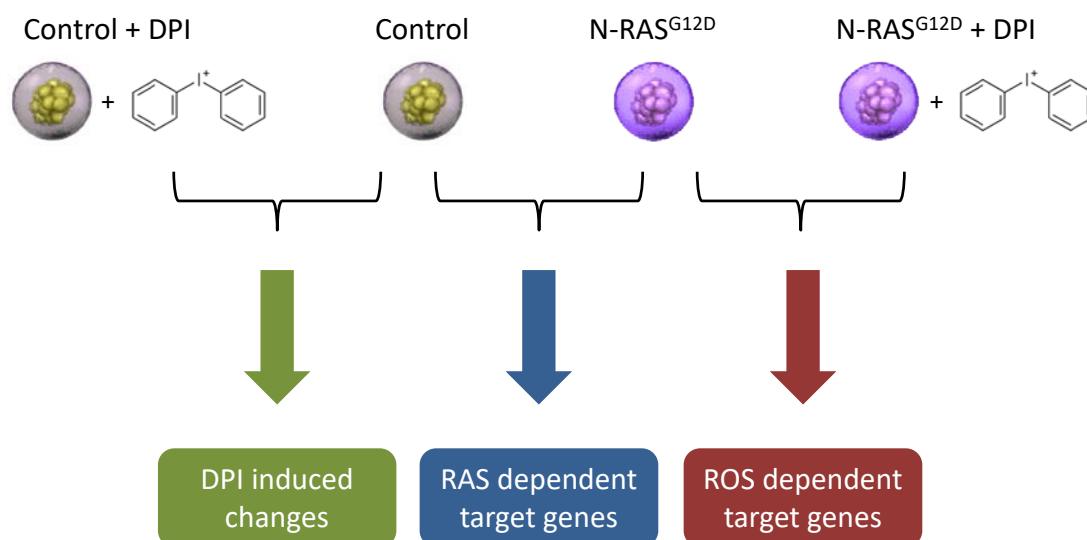 Control + DPI
Control
N-RASG12D
N-RASG12D + DPI
+
I+
+
I+
DPI induced
changes
RAS dependent
target genes
ROS dependent
target genes